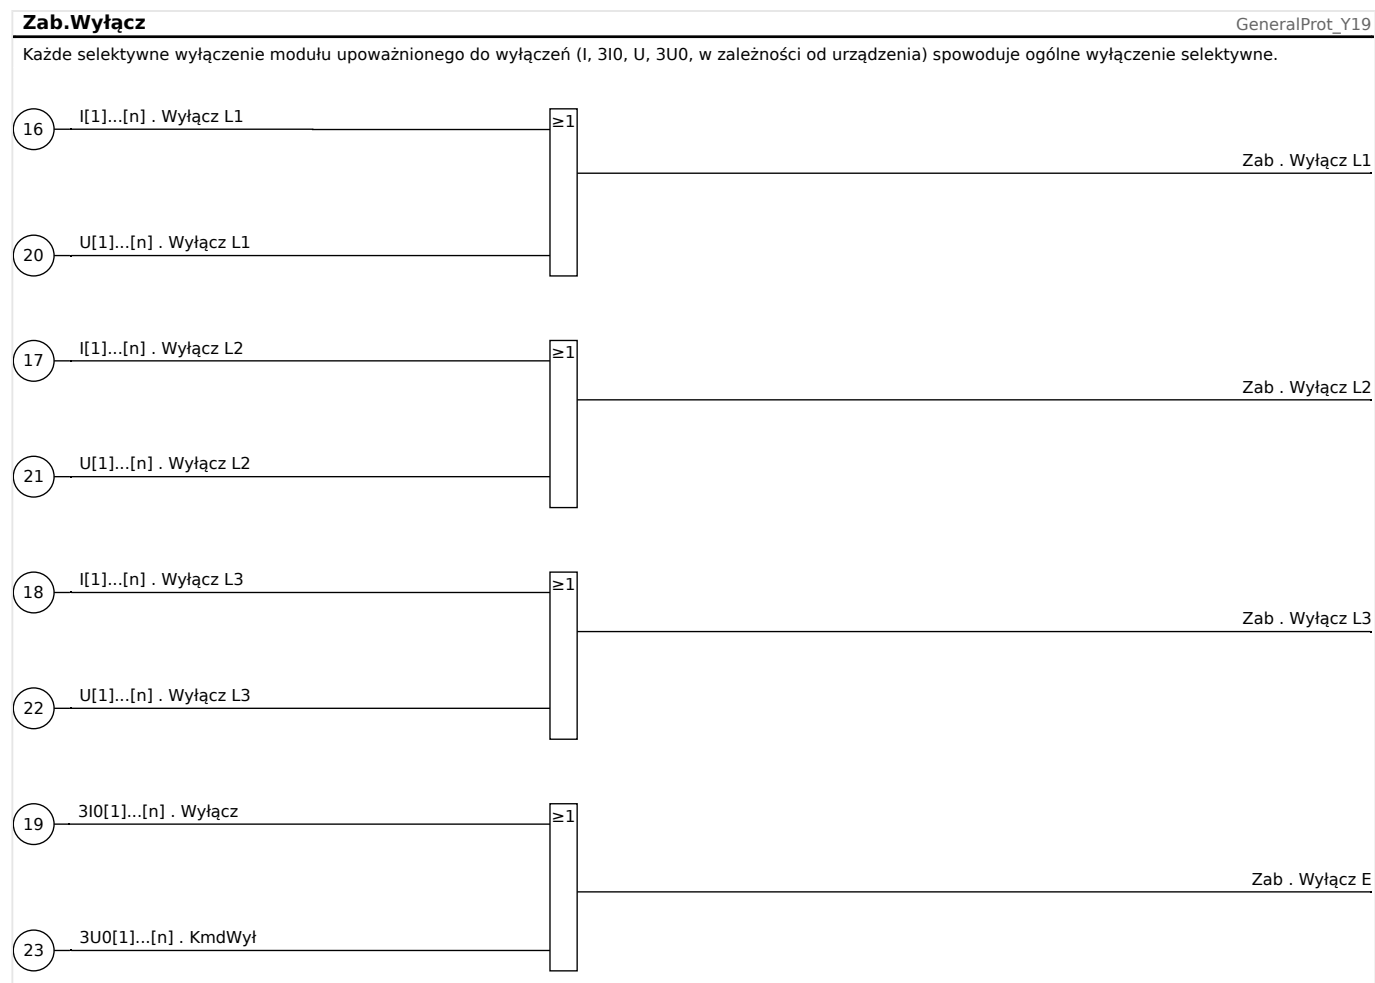 Zab.Wyłącz
GeneralProt_Y19
Każde selektywne wyłączenie modułu upoważnionego do wyłączeń (I, 3I0, U, 3U0, w zależności od urządzenia) spowoduje ogólne wyłączenie selektywne.
16
I[1]...[n] . Wyłącz L1
≥1
Zab . Wyłącz L1
20
U[1]...[n] . Wyłącz L1
17
I[1]...[n] . Wyłącz L2
≥1
Zab . Wyłącz L2
21
U[1]...[n] . Wyłącz L2
18
I[1]...[n] . Wyłącz L3
≥1
Zab . Wyłącz L3
22
U[1]...[n] . Wyłącz L3
19
3I0[1]...[n] . Wyłącz
≥1
Zab . Wyłącz E
23
3U0[1]...[n] . KmdWył